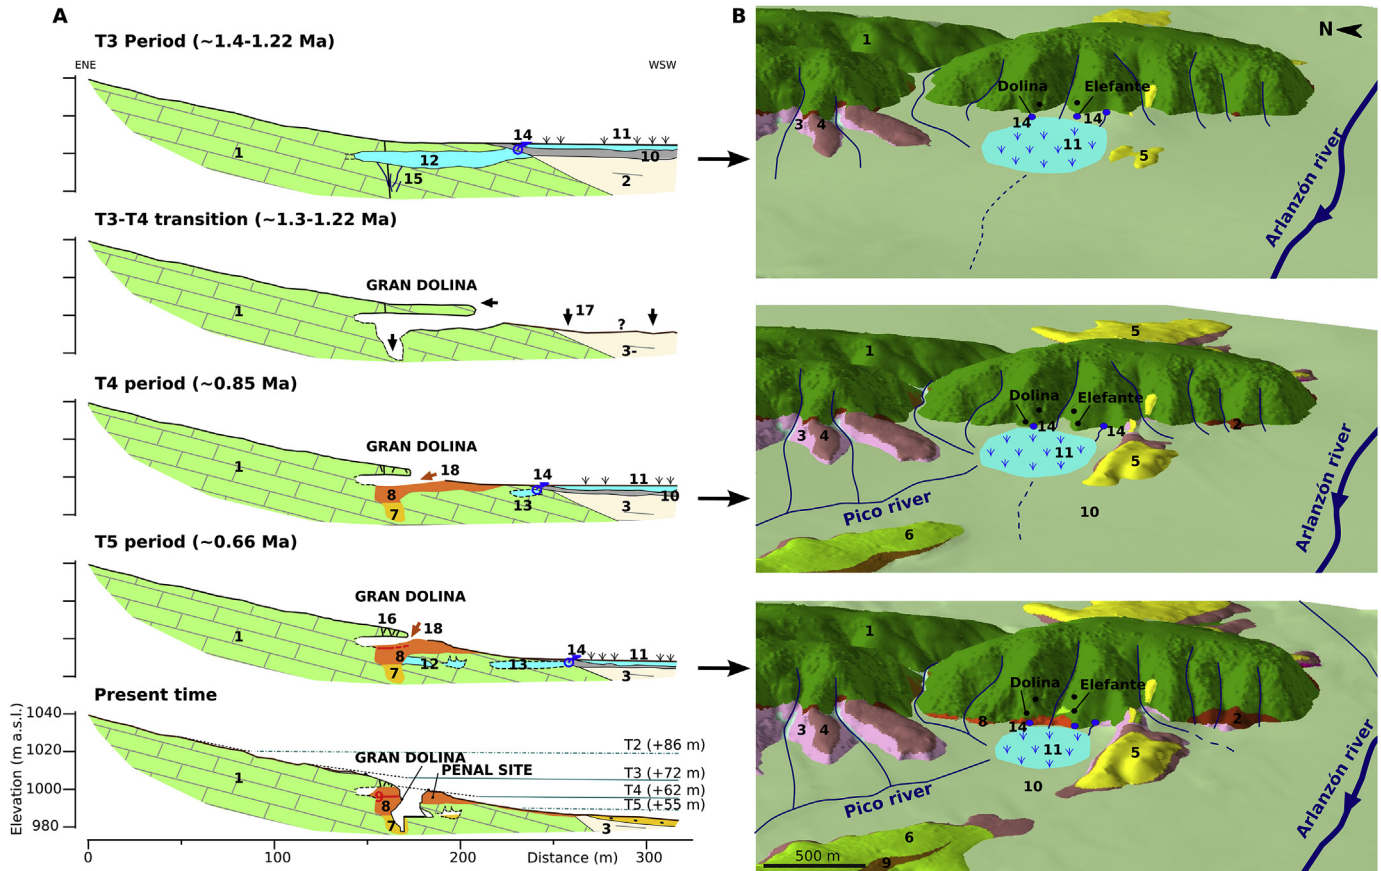 A
T3 Period (~1.4-1.22 Ma)
ENE
WSW
14
11
1
12
10
15
2
T3-T4 transition (~1.3-1.22 Ma)
GRAN DOLINA
17
1
?
3-
T4 period (~0.85 Ma)
GRAN DOLINA
18
14
11
1
8
13
10
7
3
T5 period (~0.66 Ma)
GRAN DOLINA
16
18
14
11
1
8
12
13
7
3
Present time
1040
1020
1000
980
Elevation (m a.s.l.)
T2 (+86 m)
GRAN DOLINA
PENAL SITE
T3 (+72 m)
T4 (+62 m)
T5 (+55 m)
1
9
8
7
3
0
100
200
Distance (m)
300
B
N
1
Dolina
Elefante
3
4
14
14
11
5
Arlanzón river
5
1
Dolina
Elefante
3
4
14
14
2
11
5
Pico river
10
6
Arlanzón river
1
Dolina
Elefante
8
14
2
3
4
11
5
10
Pico river
6
9
500 m
Arlanzón river